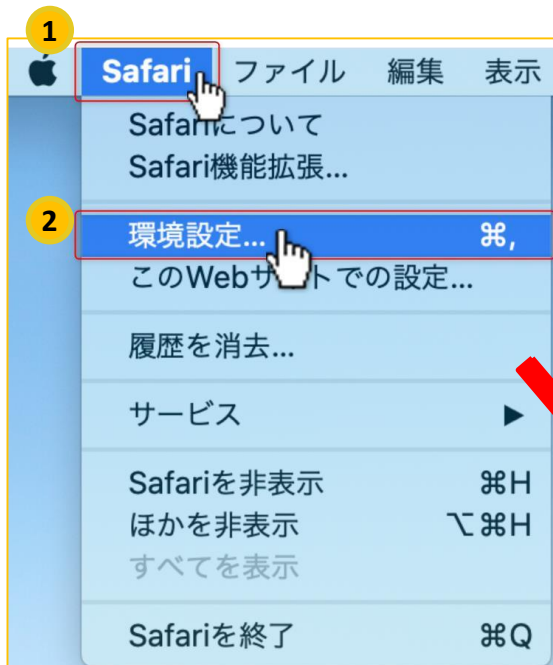 1
Safari ファイル 編集 表示
Safariについて
Safari機能拡張...
2
環境設定... ⌘,
このWebサイトでの設定...
履歴を消去...
サービス ▶
Safariを非表示 ⌘H
ほかを非表示 ⌥⌘H
すべてを表示
Safariを終了 ⌘Q